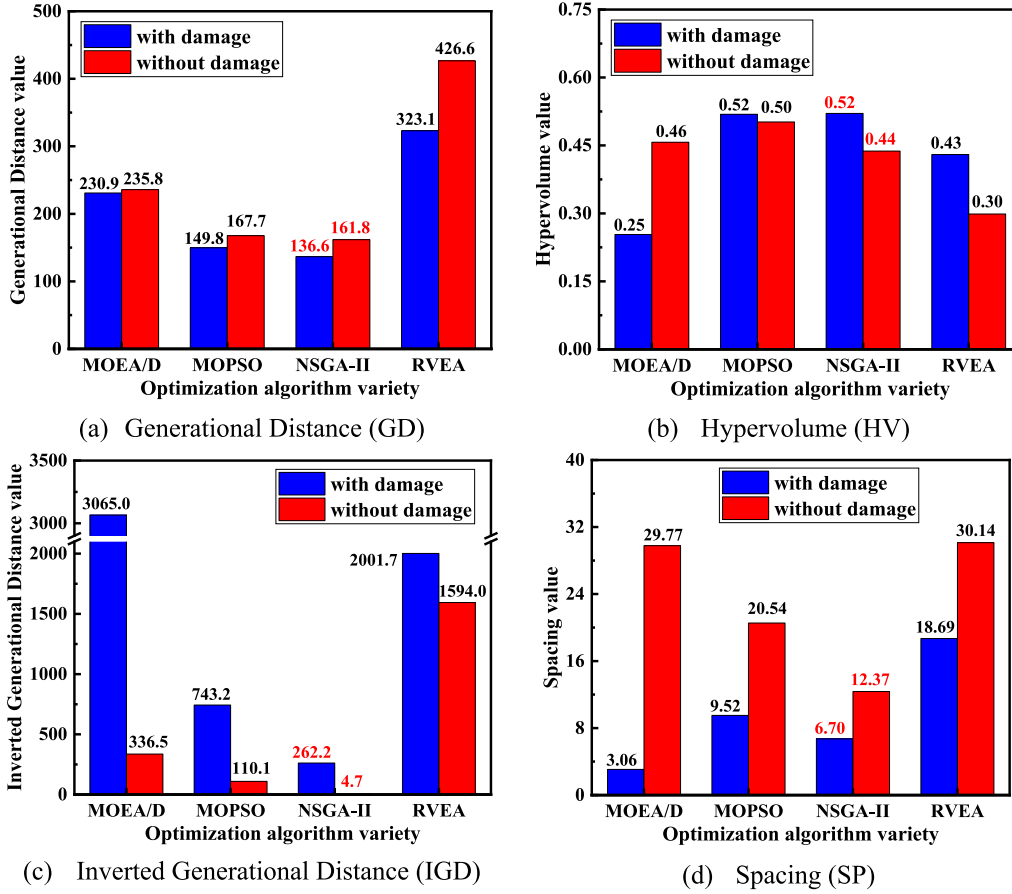 500
400
300
200
100
0
Generational Distance value
with damage
without damage
230.9
235.8
149.8
167.7
136.6
161.8
323.1
426.6
MOEA/D
MOPSO
NSGA-II
RVEA
Optimization algorithm variety
(a) Generational Distance (GD)
0.75
0.60
0.45
0.30
0.15
0.00
Hypervolume value
with damage
without damage
0.25
0.46
0.52
0.50
0.52
0.44
0.43
0.30
MOEA/D
MOPSO
NSGA-II
RVEA
Optimization algorithm variety
(b) Hypervolume (HV)
3500
3000
2000
1500
1000
500
0
Inverted Generational Distance value
with damage
without damage
3065.0
336.5
743.2
110.1
262.2
4.7
2001.7
1594.0
MOEA/D
MOPSO
NSGA-II
RVEA
Optimization algorithm variety
(c) Inverted Generational Distance (IGD)
40
32
24
16
8
0
Spacing value
with damage
without damage
3.06
29.77
9.52
20.54
6.70
12.37
18.69
30.14
MOEA/D
MOPSO
NSGA-II
RVEA
Optimization algorithm variety
(d) Spacing (SP)